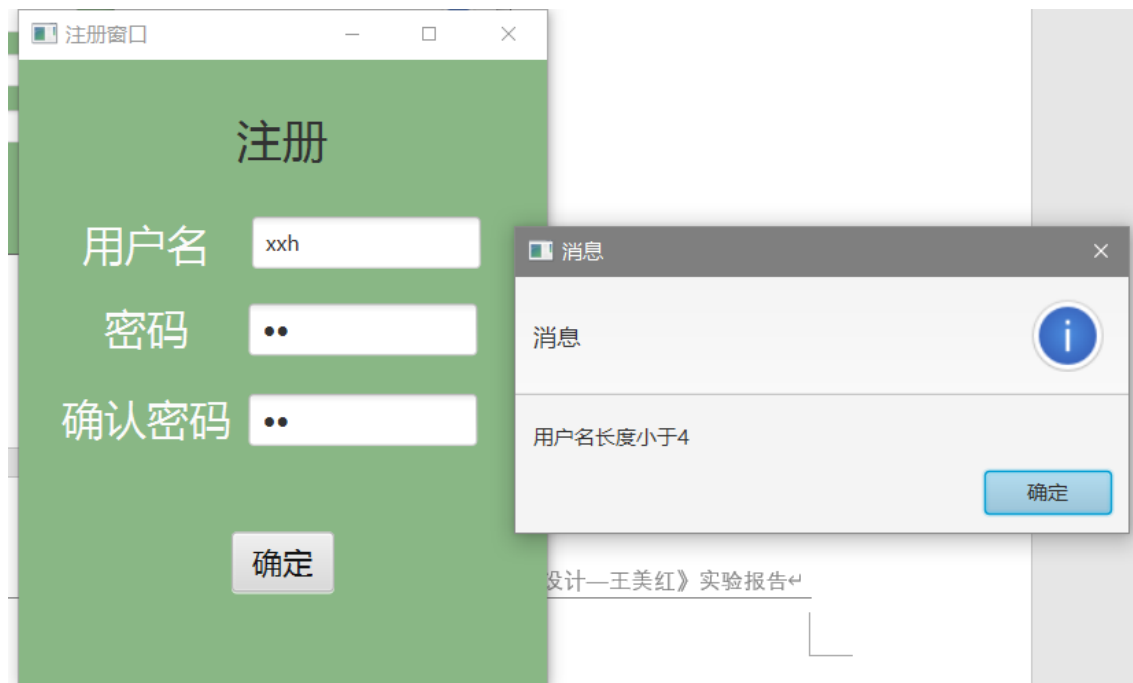 注册窗口
注册
用户名
xxh
密码
确认密码
确定
消息
消息
用户名长度小于4
确定
设计—王美红》实验报告